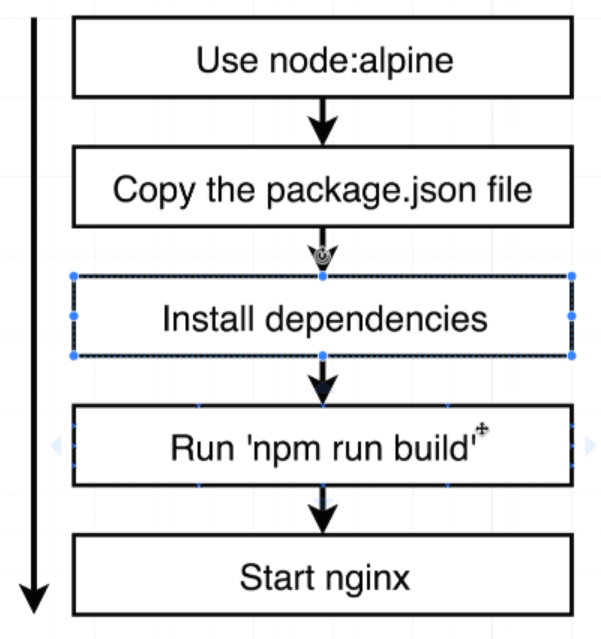 Use node:alpine
Copy the package.json file
Install dependencies
Run 'npm run build'
Start nginx